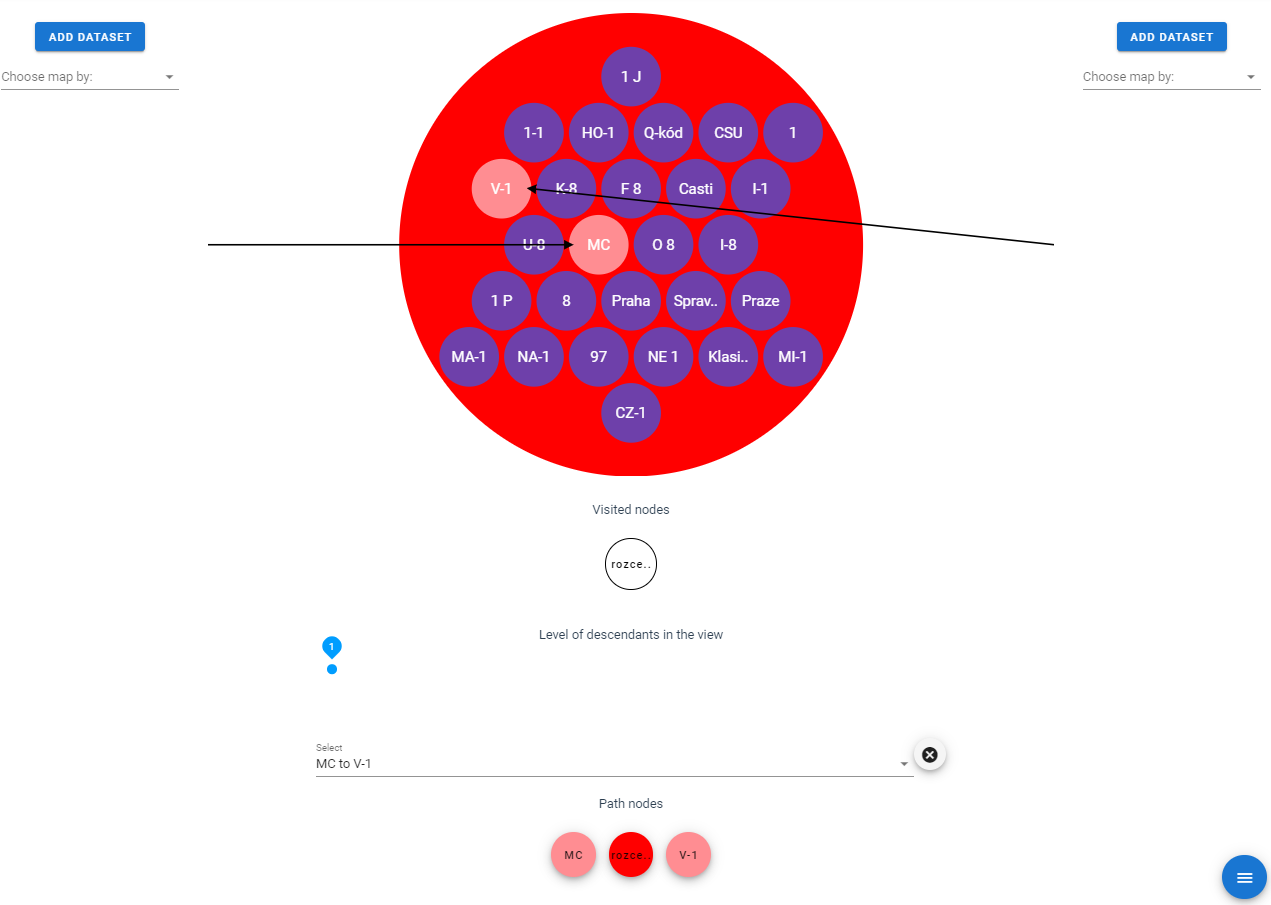 ADD DATASET
ADD DATASET
Choose map by:
Choose map by:
1 J
1-1 HO-1 Q-kód CSU 1
V-1 K-8 F 8 Casti I-1
U-8 MC O 8 I-8
1 P 8 Praha Sprav.. Praze
MA-1 NA-1 97 NE 1 Klasi.. MI-1
CZ-1
Visited nodes
rozce..
Level of descendants in the view
1
Select
MC to V-1
Path nodes
MC rozce.. V-1